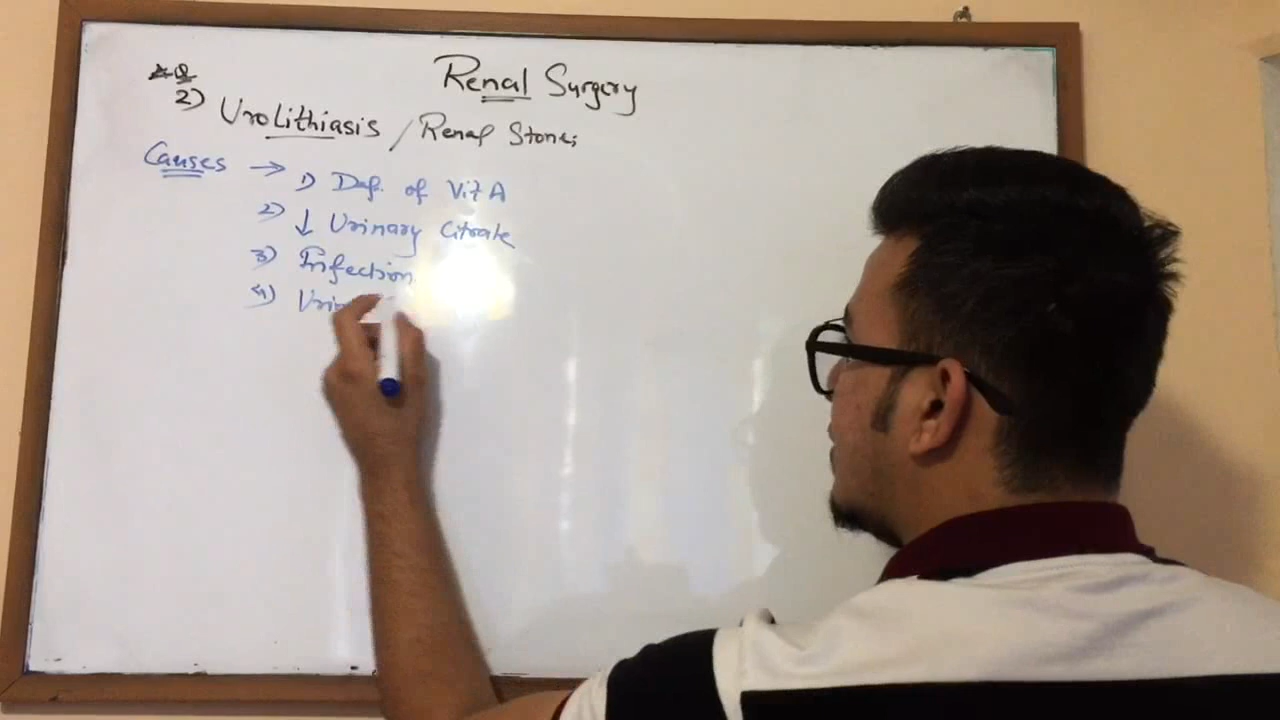 Renal Surgery
2) UroLithiasis / Renal Stones
Causes → 1) Def. of Vit A
2) ↓ Urinary Citrate
3) Infection
4)